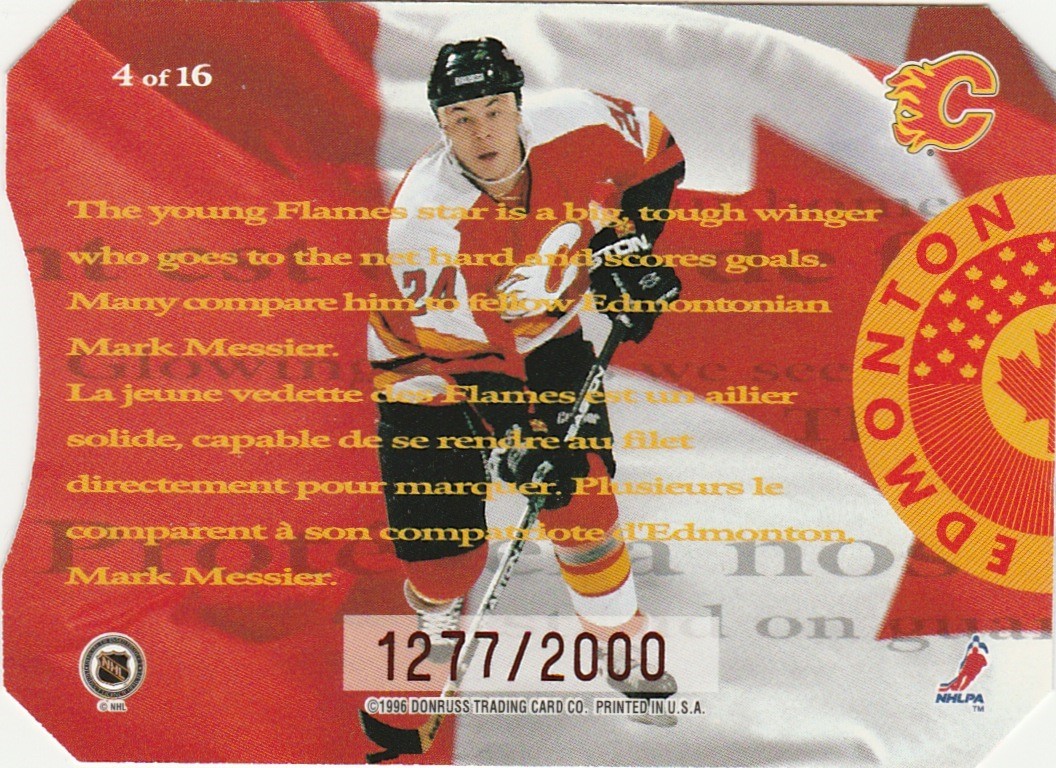 4 of 16
The young Flames star is a big, tough winger
who goes to the net hard and scores goals.
Many compare him to fellow Edmontonian
Mark Messier.
La jeune vedette des Flames est un ailier
solide, capable de se rendre au filet
directement pour marquer. Plusieurs le
comparent à son compatriote d'Edmonton,
Mark Messier.
EDMONTON
24
NHL
© NHL
1277/2000
©1996 DONRUSS TRADING CARD CO. PRINTED IN U.S.A.
NHLPA
TM